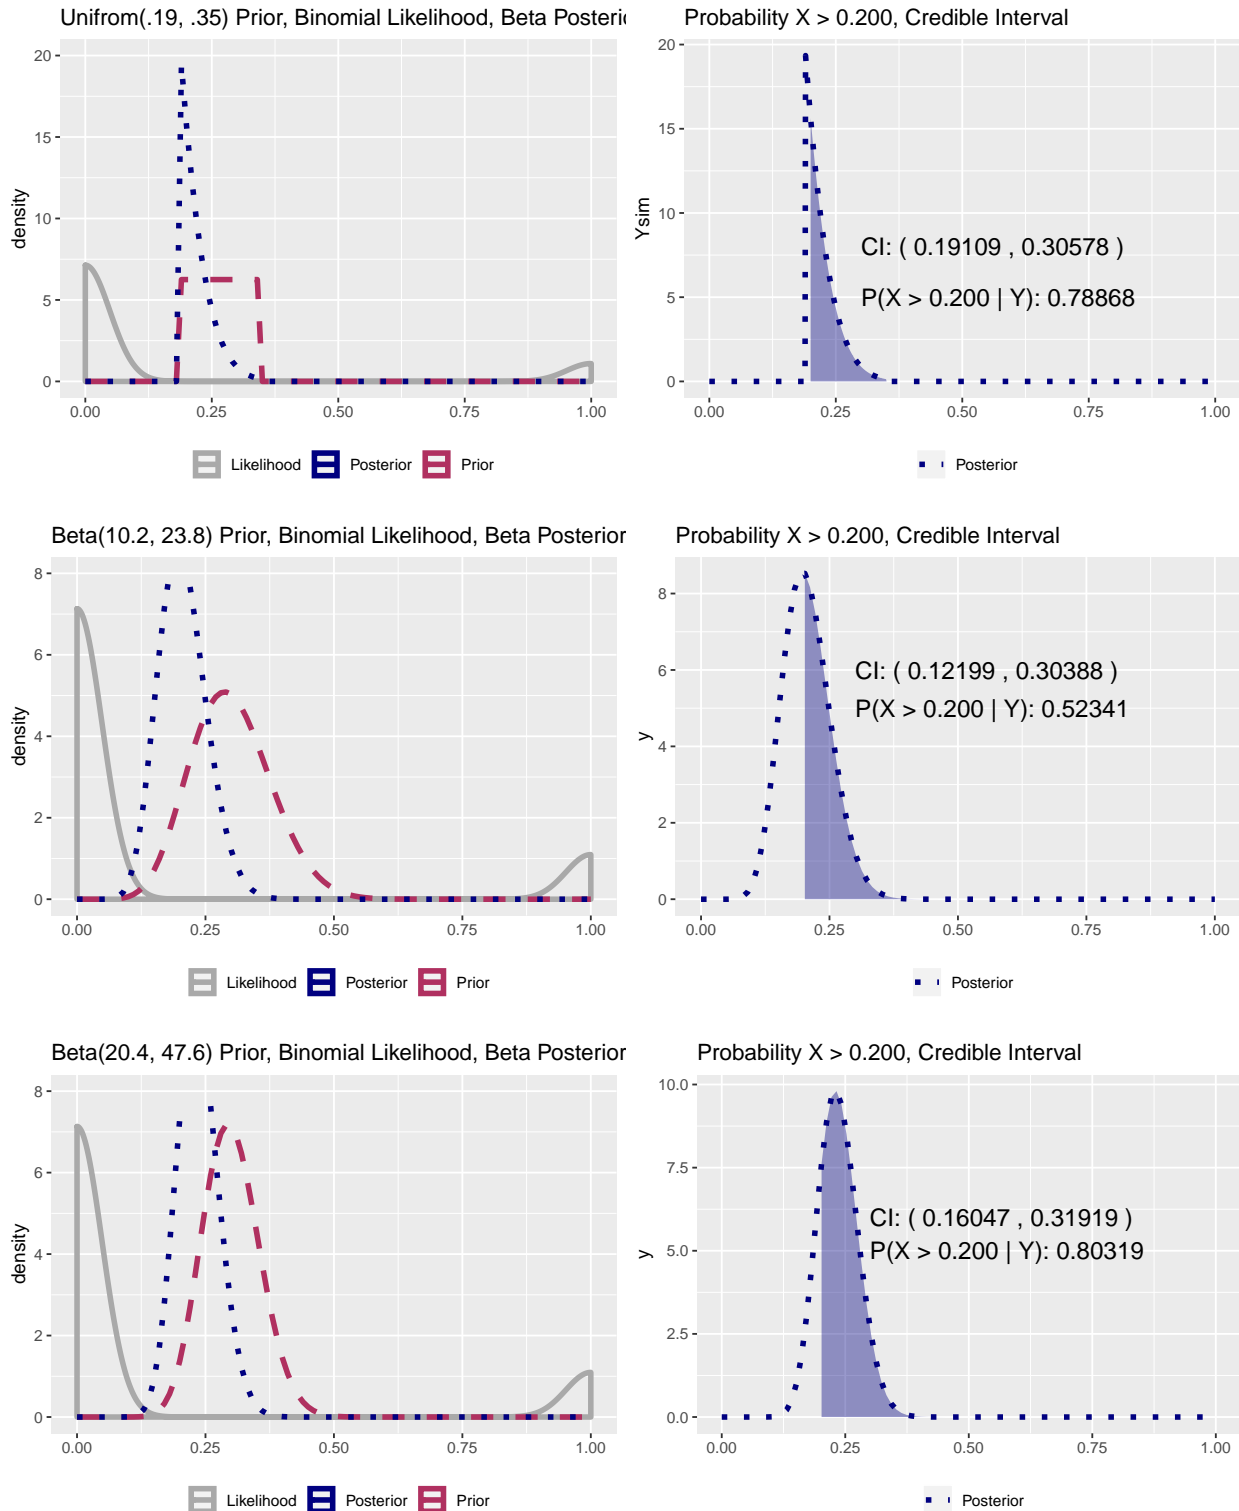 Unifrom(.19, .35) Prior, Binomial Likelihood, Beta Posteri
density
20
15
10
5
0
0.00 0.25 0.50 0.75 1.00
Likelihood Posterior Prior
Probability X > 0.200, Credible Interval
Ysim
20
15
10
5
0
CI: ( 0.19109 , 0.30578 )
P(X > 0.200 | Y): 0.78868
0.00 0.25 0.50 0.75 1.00
Posterior
Beta(10.2, 23.8) Prior, Binomial Likelihood, Beta Posterior
density
8
6
4
2
0
0.00 0.25 0.50 0.75 1.00
Likelihood Posterior Prior
Probability X > 0.200, Credible Interval
y
8
6
4
2
0
CI: ( 0.12199 , 0.30388 )
P(X > 0.200 | Y): 0.52341
0.00 0.25 0.50 0.75 1.00
Posterior
Beta(20.4, 47.6) Prior, Binomial Likelihood, Beta Posterior
density
8
6
4
2
0
0.00 0.25 0.50 0.75 1.00
Likelihood Posterior Prior
Probability X > 0.200, Credible Interval
y
10.0
7.5
5.0
2.5
0.0
CI: ( 0.16047 , 0.31919 )
P(X > 0.200 | Y): 0.80319
0.00 0.25 0.50 0.75 1.00
Posterior